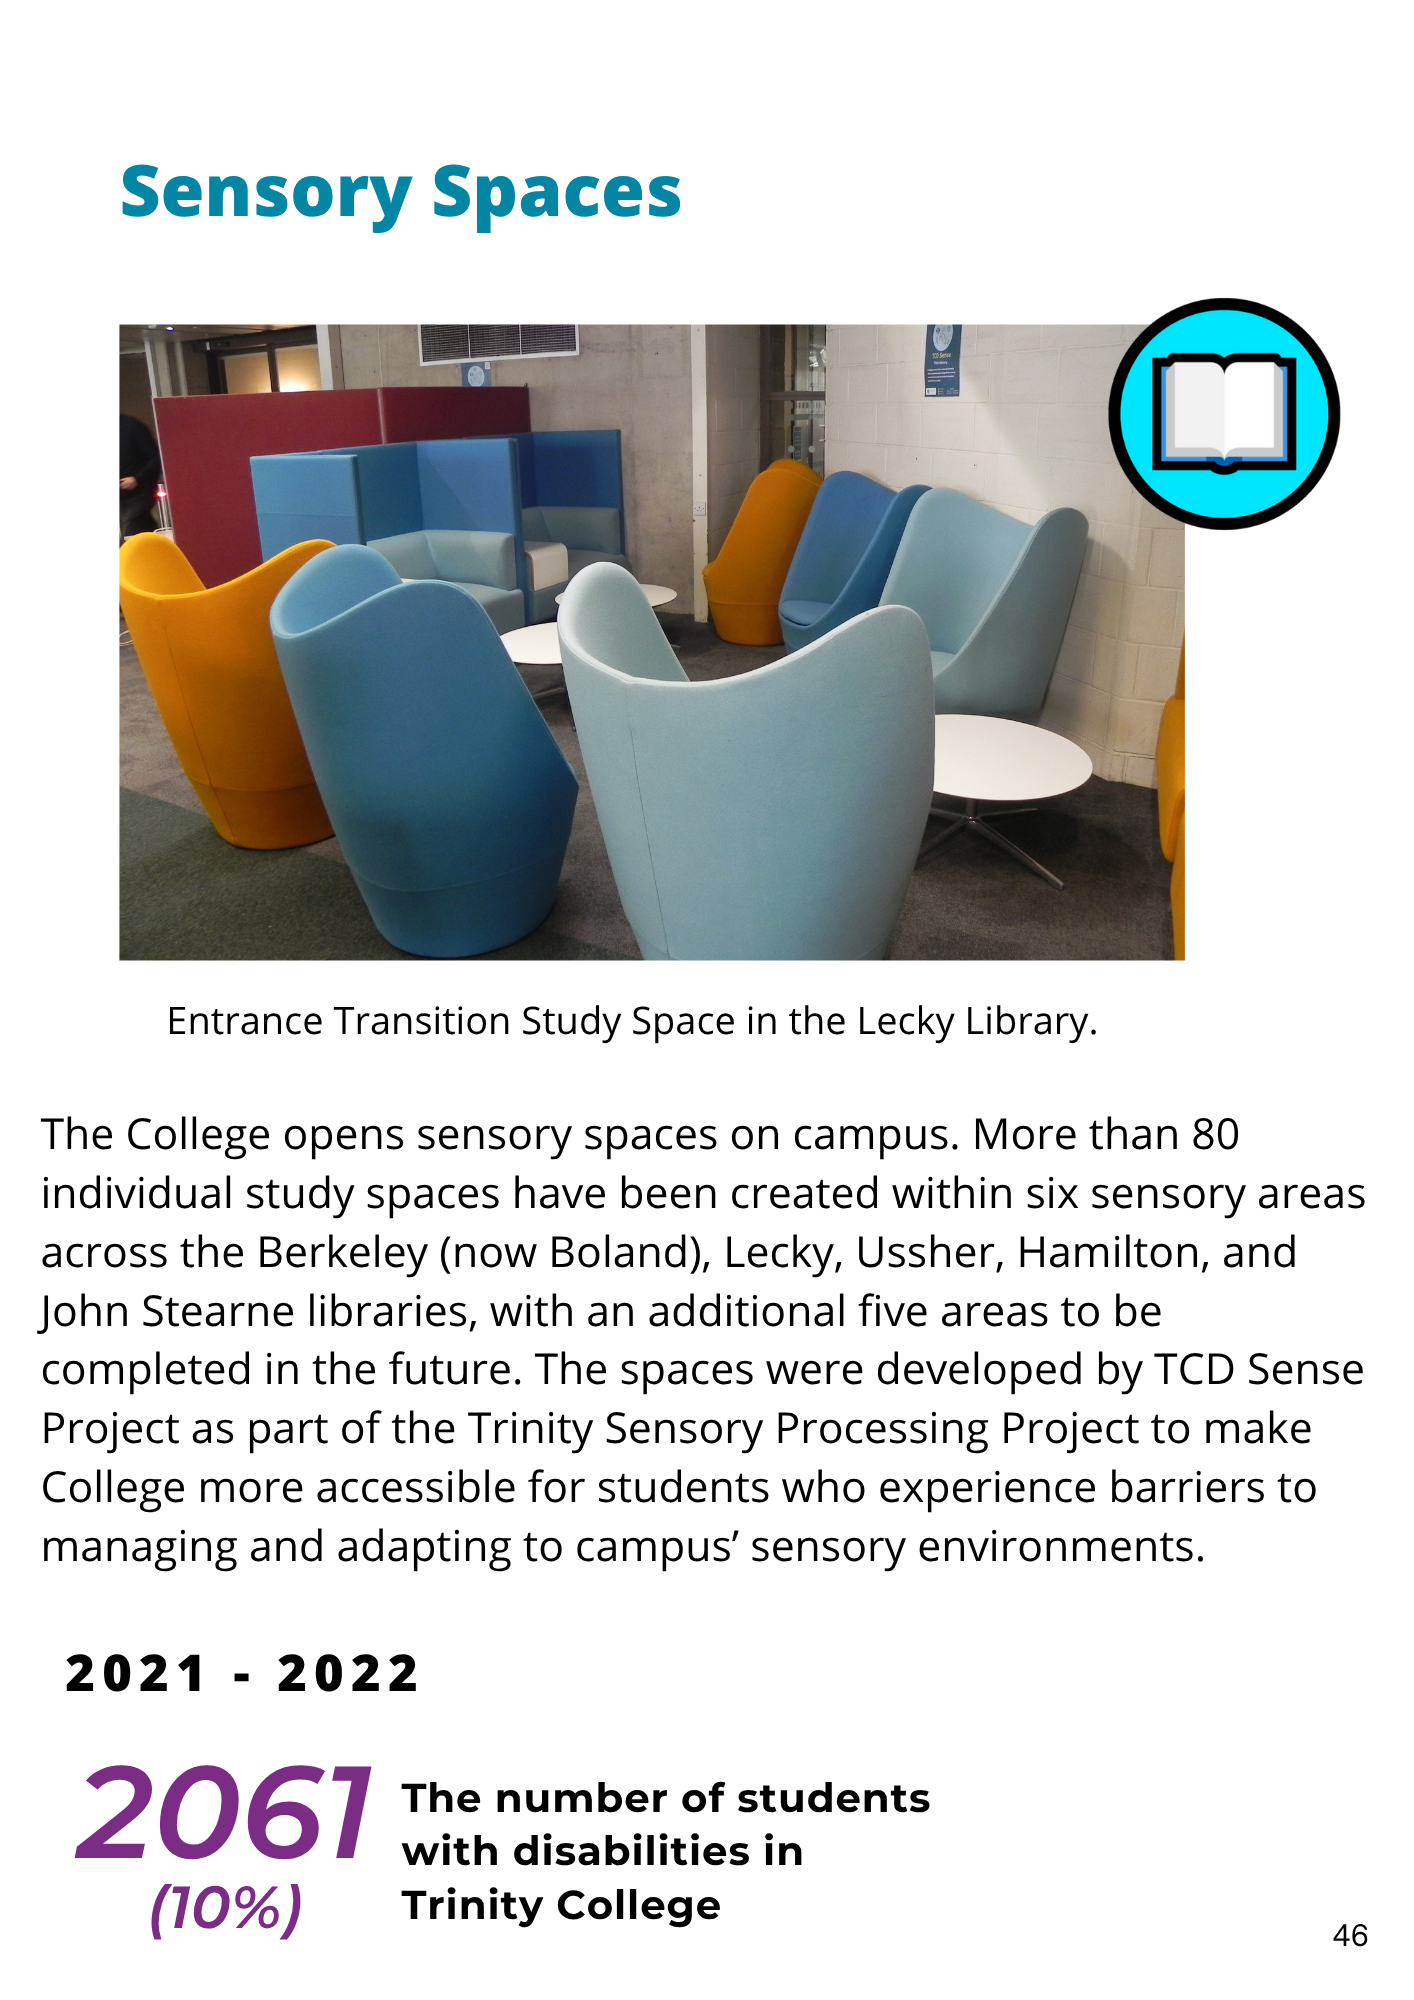 Sensory Spaces
TCD Sense
Entrance Transition Study Space in the Lecky Library.
The College opens sensory spaces on campus. More than 80
individual study spaces have been created within six sensory areas
across the Berkeley (now Boland), Lecky, Ussher, Hamilton, and
John Stearne libraries, with an additional five areas to be
completed in the future. The spaces were developed by TCD Sense
Project as part of the Trinity Sensory Processing Project to make
College more accessible for students who experience barriers to
managing and adapting to campus’ sensory environments.
2021 - 2022
2061
(10%)
The number of students
with disabilities in
Trinity College
46